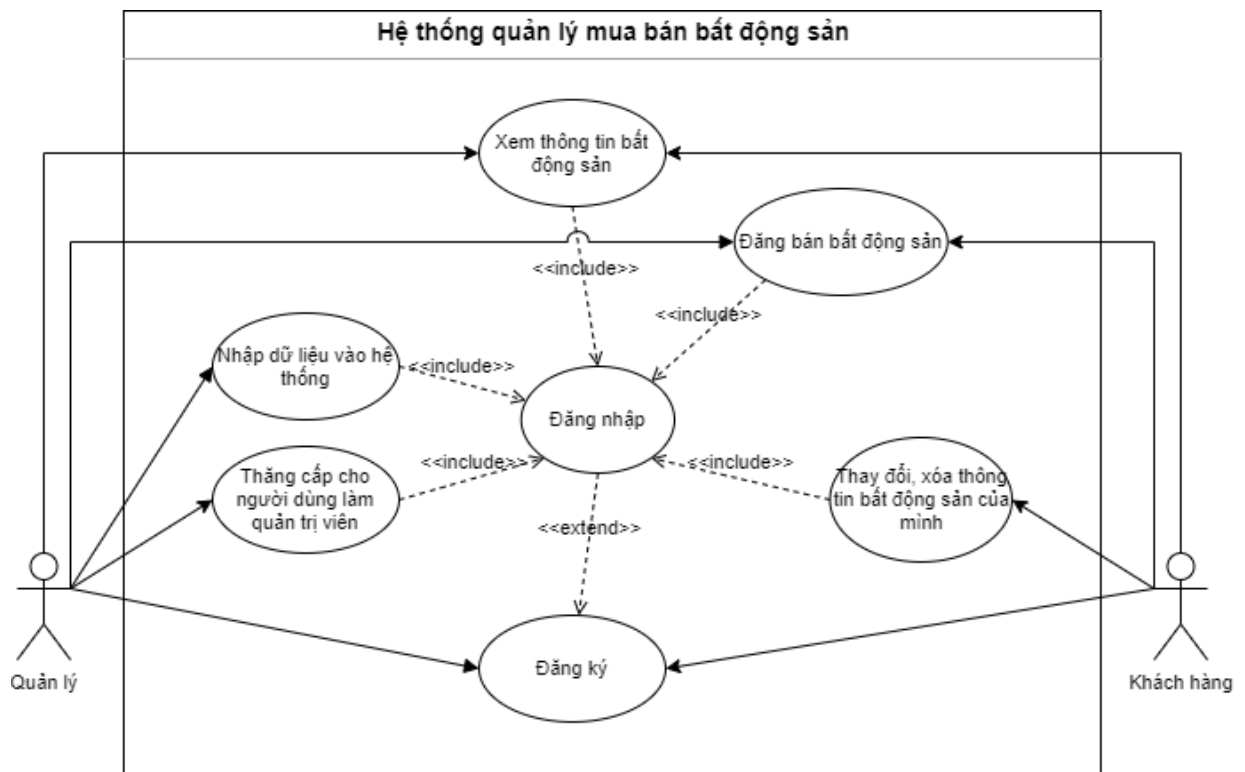 Hệ thống quản lý mua bán bất động sản
Xem thông tin bất
động sản
Đăng bán bất động sản
<<include>>
<<include>>
Nhập dữ liệu vào hệ
thống
<<include>>
Đăng nhập
Thăng cấp cho
người dùng làm
quản trị viên
<<include>>
<<include>>
Thay đổi, xóa thông
tin bất động sản của
mình
<<extend>>
Đăng ký
Quản lý
Khách hàng